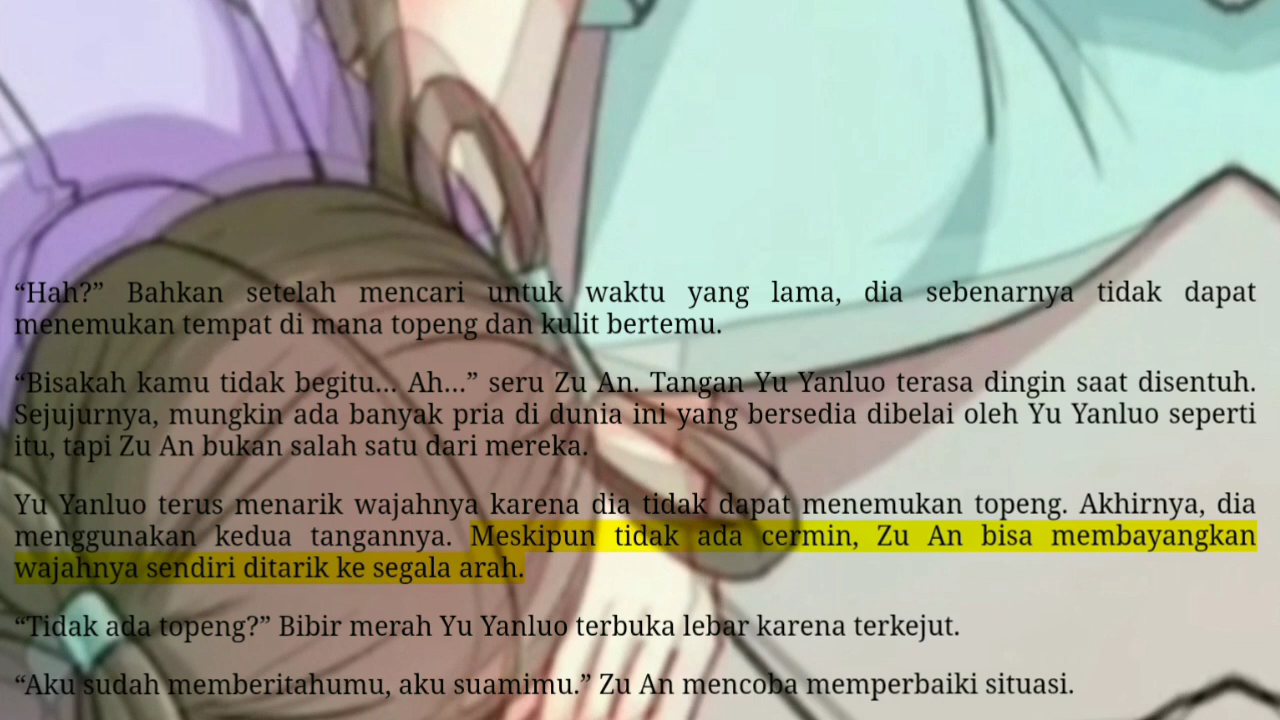 “Hah?” Bahkan setelah mencari untuk waktu yang lama, dia sebenarnya tidak dapat
menemukan tempat di mana topeng dan kulit bertemu.
“Bisakah kamu tidak begitu... Ah...” seru Zu An. Tangan Yu Yanluo terasa dingin saat disentuh.
Sejujurnya, mungkin ada banyak pria di dunia ini yang bersedia dibelai oleh Yu Yanluo seperti
itu, tapi Zu An bukan salah satu dari mereka.
Yu Yanluo terus menarik wajahnya karena dia tidak dapat menemukan topeng. Akhirnya, dia
menggunakan kedua tangannya. Meskipun tidak ada cermin, Zu An bisa membayangkan
wajahnya sendiri ditarik ke segala arah.
“Tidak ada topeng?” Bibir merah Yu Yanluo terbuka lebar karena terkejut.
“Aku sudah memberitahumu, aku suamimu.” Zu An mencoba memperbaiki situasi.